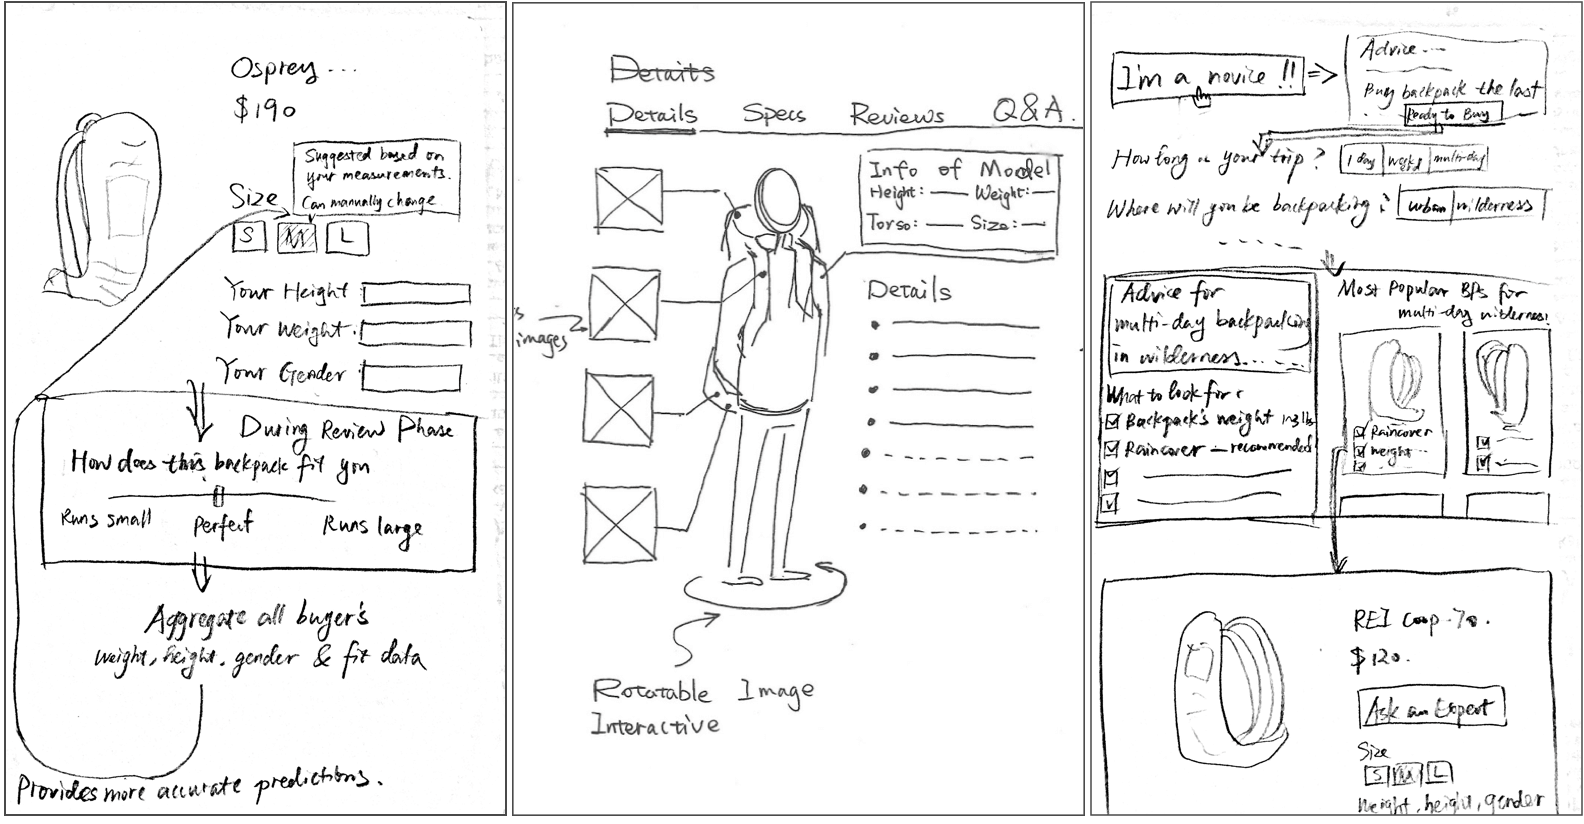 Osprey ...
$190
Suggested based on
your measurements.
Can manually change
Size
S M L
Your Height
Your Weight.
Your Gender
During Review Phase
How does this backpack fit you
Runs small Perfect Runs large
Aggregate all buyer's
weight, height, gender & fit data
Provides more accurate predictions.
Details
Details Specs Reviews Q&A.
Info of Model
Height: Weight:
Torso: Size:
images
Details
Rotatable Image
Interactive
I'm a novice !!
Advice ...
Buy backpack the last
Ready to Buy
How long is your trip ?
1 day weeks multi-day
Where will you be backpacking ?
urban wilderness
Advice for
multi-day backpacking
in wilderness...
What to look for :
Backpack's weight
Raincover — recommended
Most Popular BPs for
multi-day wilderness!
Raincover
weight
REI Coop 70.
$120.
Ask an Expert
Size
S M L
Weight, height, gender